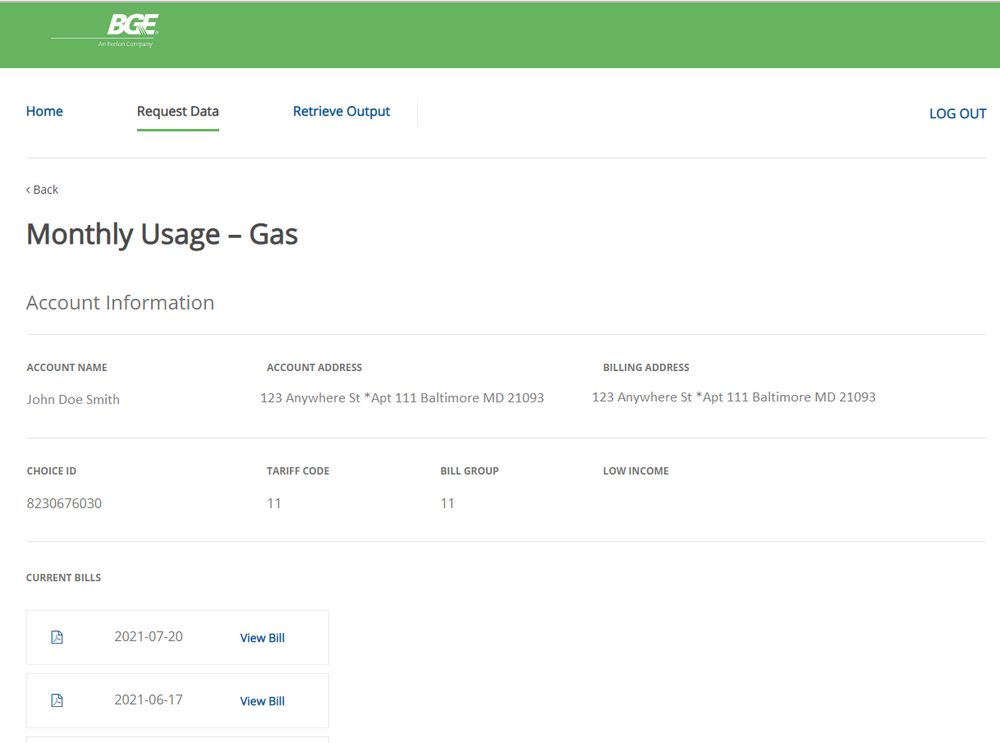 BGE®
An Exelon Company
Home Request Data Retrieve Output LOG OUT
‹ Back
Monthly Usage – Gas
Account Information
ACCOUNT NAME ACCOUNT ADDRESS BILLING ADDRESS
John Doe Smith 123 Anywhere St *Apt 111 Baltimore MD 21093 123 Anywhere St *Apt 111 Baltimore MD 21093
CHOICE ID TARIFF CODE BILL GROUP LOW INCOME
8230676030 11 11
CURRENT BILLS
2021-07-20 View Bill
2021-06-17 View Bill